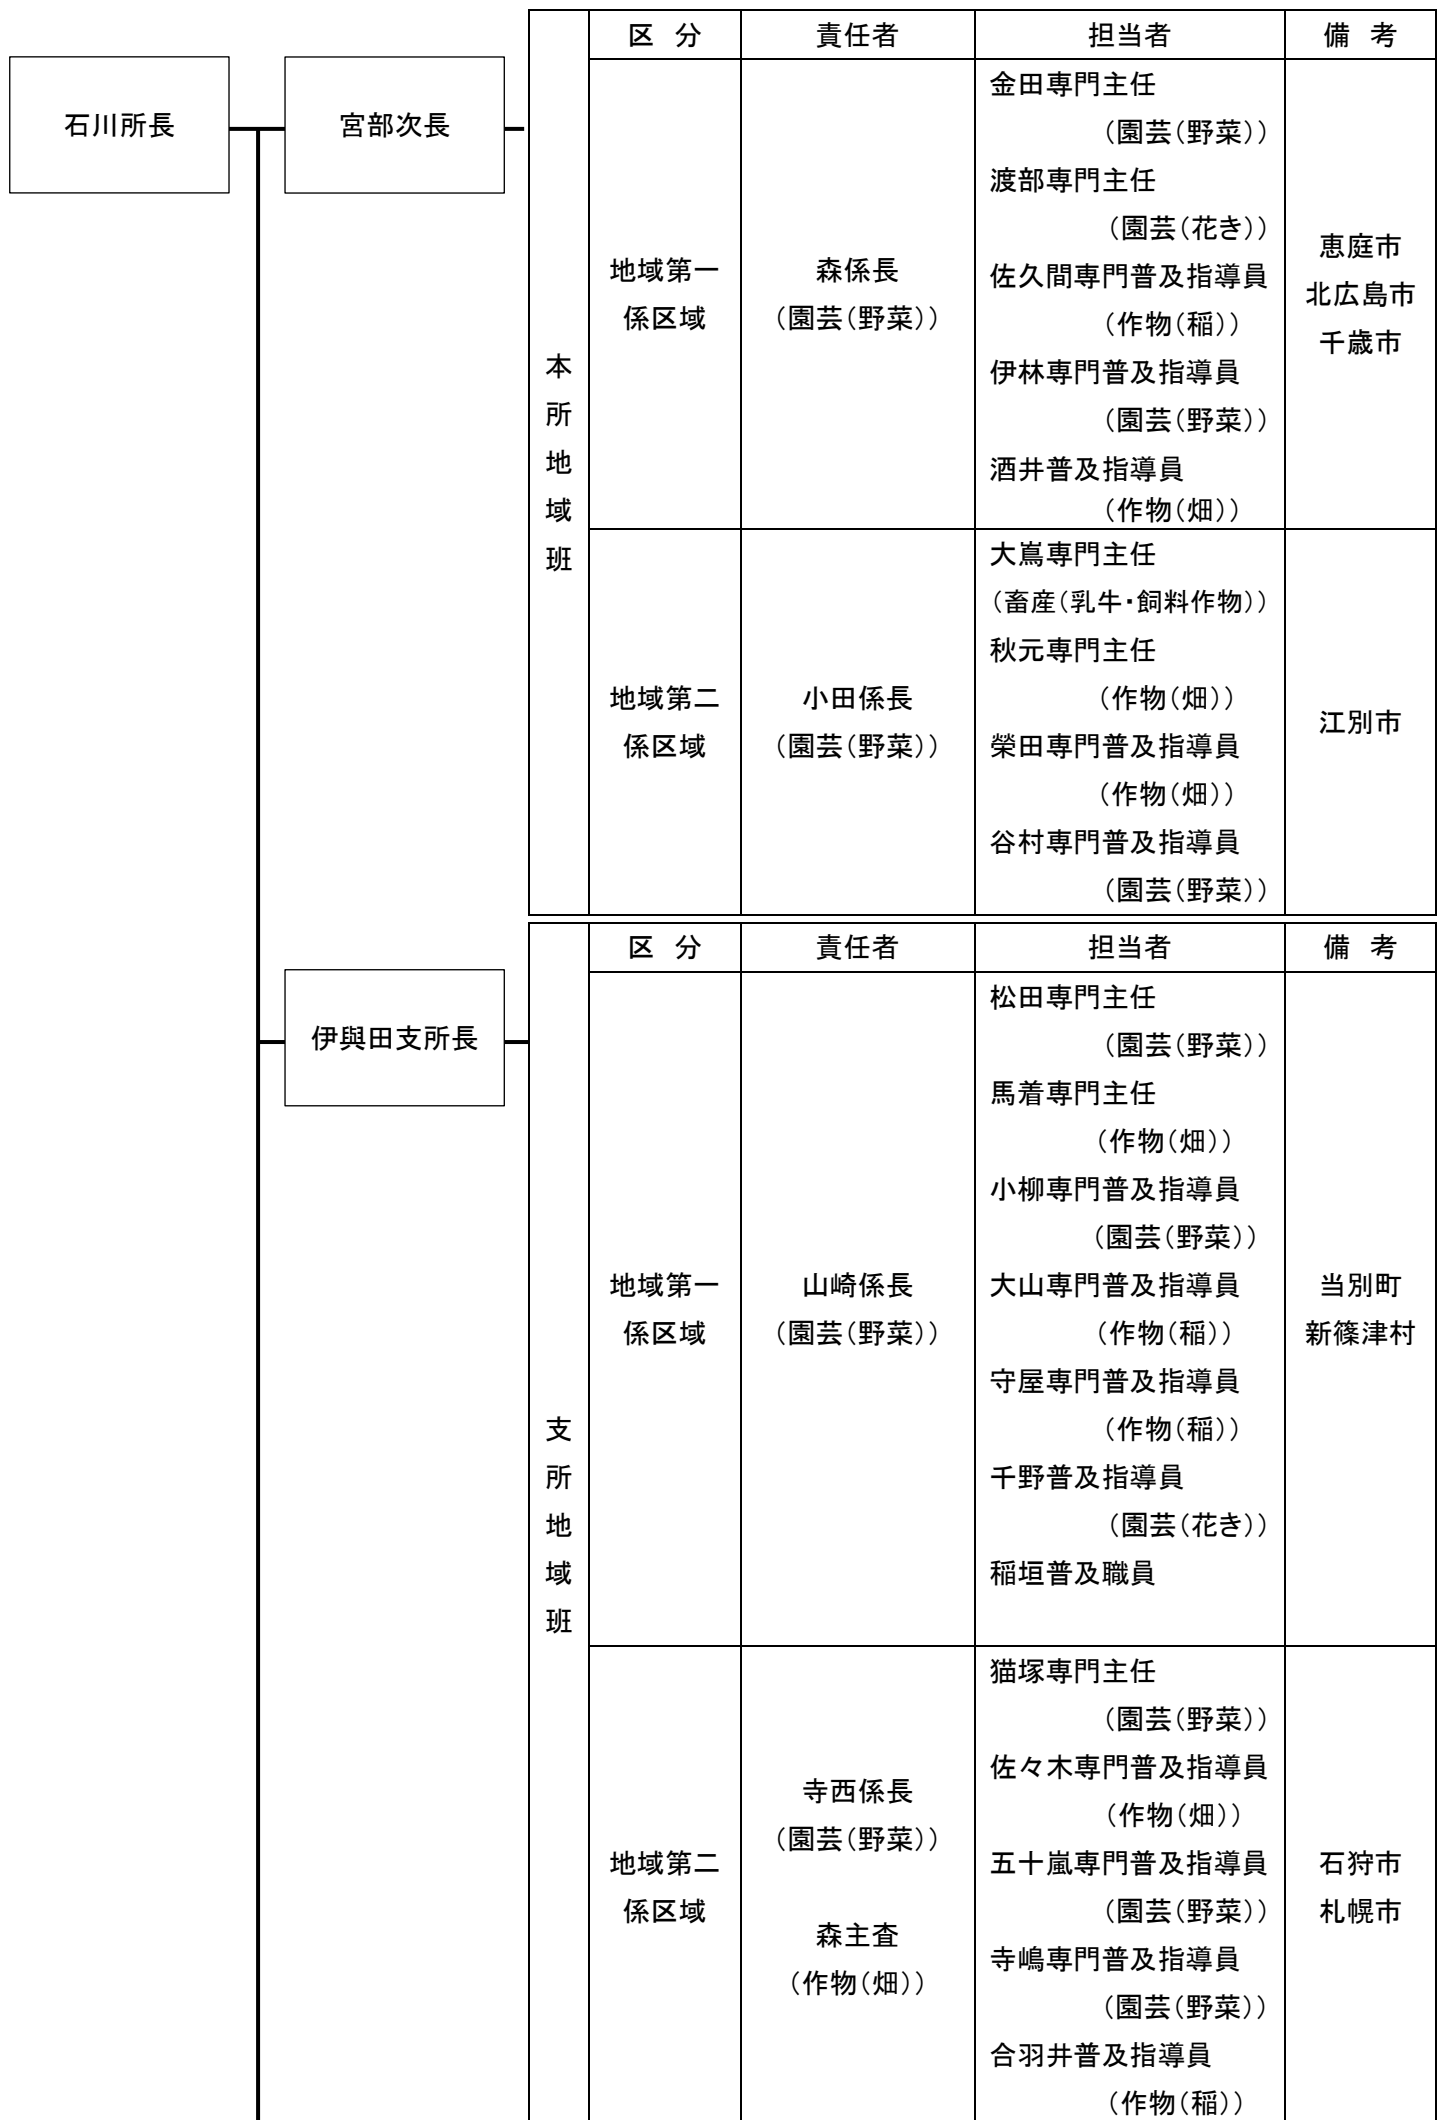 石川所長
宮部次長
本所地域班
区 分 責任者 担当者 備 考
地域第一
係区域
森係長
（園芸（野菜））
金田専門主任
（園芸（野菜））
渡部専門主任
（園芸（花き））
佐久間専門普及指導員
（作物（稲））
伊林専門普及指導員
（園芸（野菜））
酒井普及指導員
（作物（畑））
恵庭市
北広島市
千歳市
地域第二
係区域
小田係長
（園芸（野菜））
大嶌専門主任
（畜産（乳牛・飼料作物））
秋元専門主任
（作物（畑））
榮田専門普及指導員
（作物（畑））
谷村専門普及指導員
（園芸（野菜））
江別市
伊與田支所長
支所地域班
区 分 責任者 担当者 備 考
地域第一
係区域
山崎係長
（園芸（野菜））
松田専門主任
（園芸（野菜））
馬着専門主任
（作物（畑））
小柳専門普及指導員
（園芸（野菜））
大山専門普及指導員
（作物（稲））
守屋専門普及指導員
（作物（稲））
千野普及指導員
（園芸（花き））
稲垣普及職員
当別町
新篠津村
地域第二
係区域
寺西係長
（園芸（野菜））
森主査
（作物（畑））
猫塚専門主任
（園芸（野菜））
佐々木専門普及指導員
（作物（畑））
五十嵐専門普及指導員
（園芸（野菜））
寺嶋専門普及指導員
（園芸（野菜））
合羽井普及指導員
（作物（稲））
石狩市
札幌市